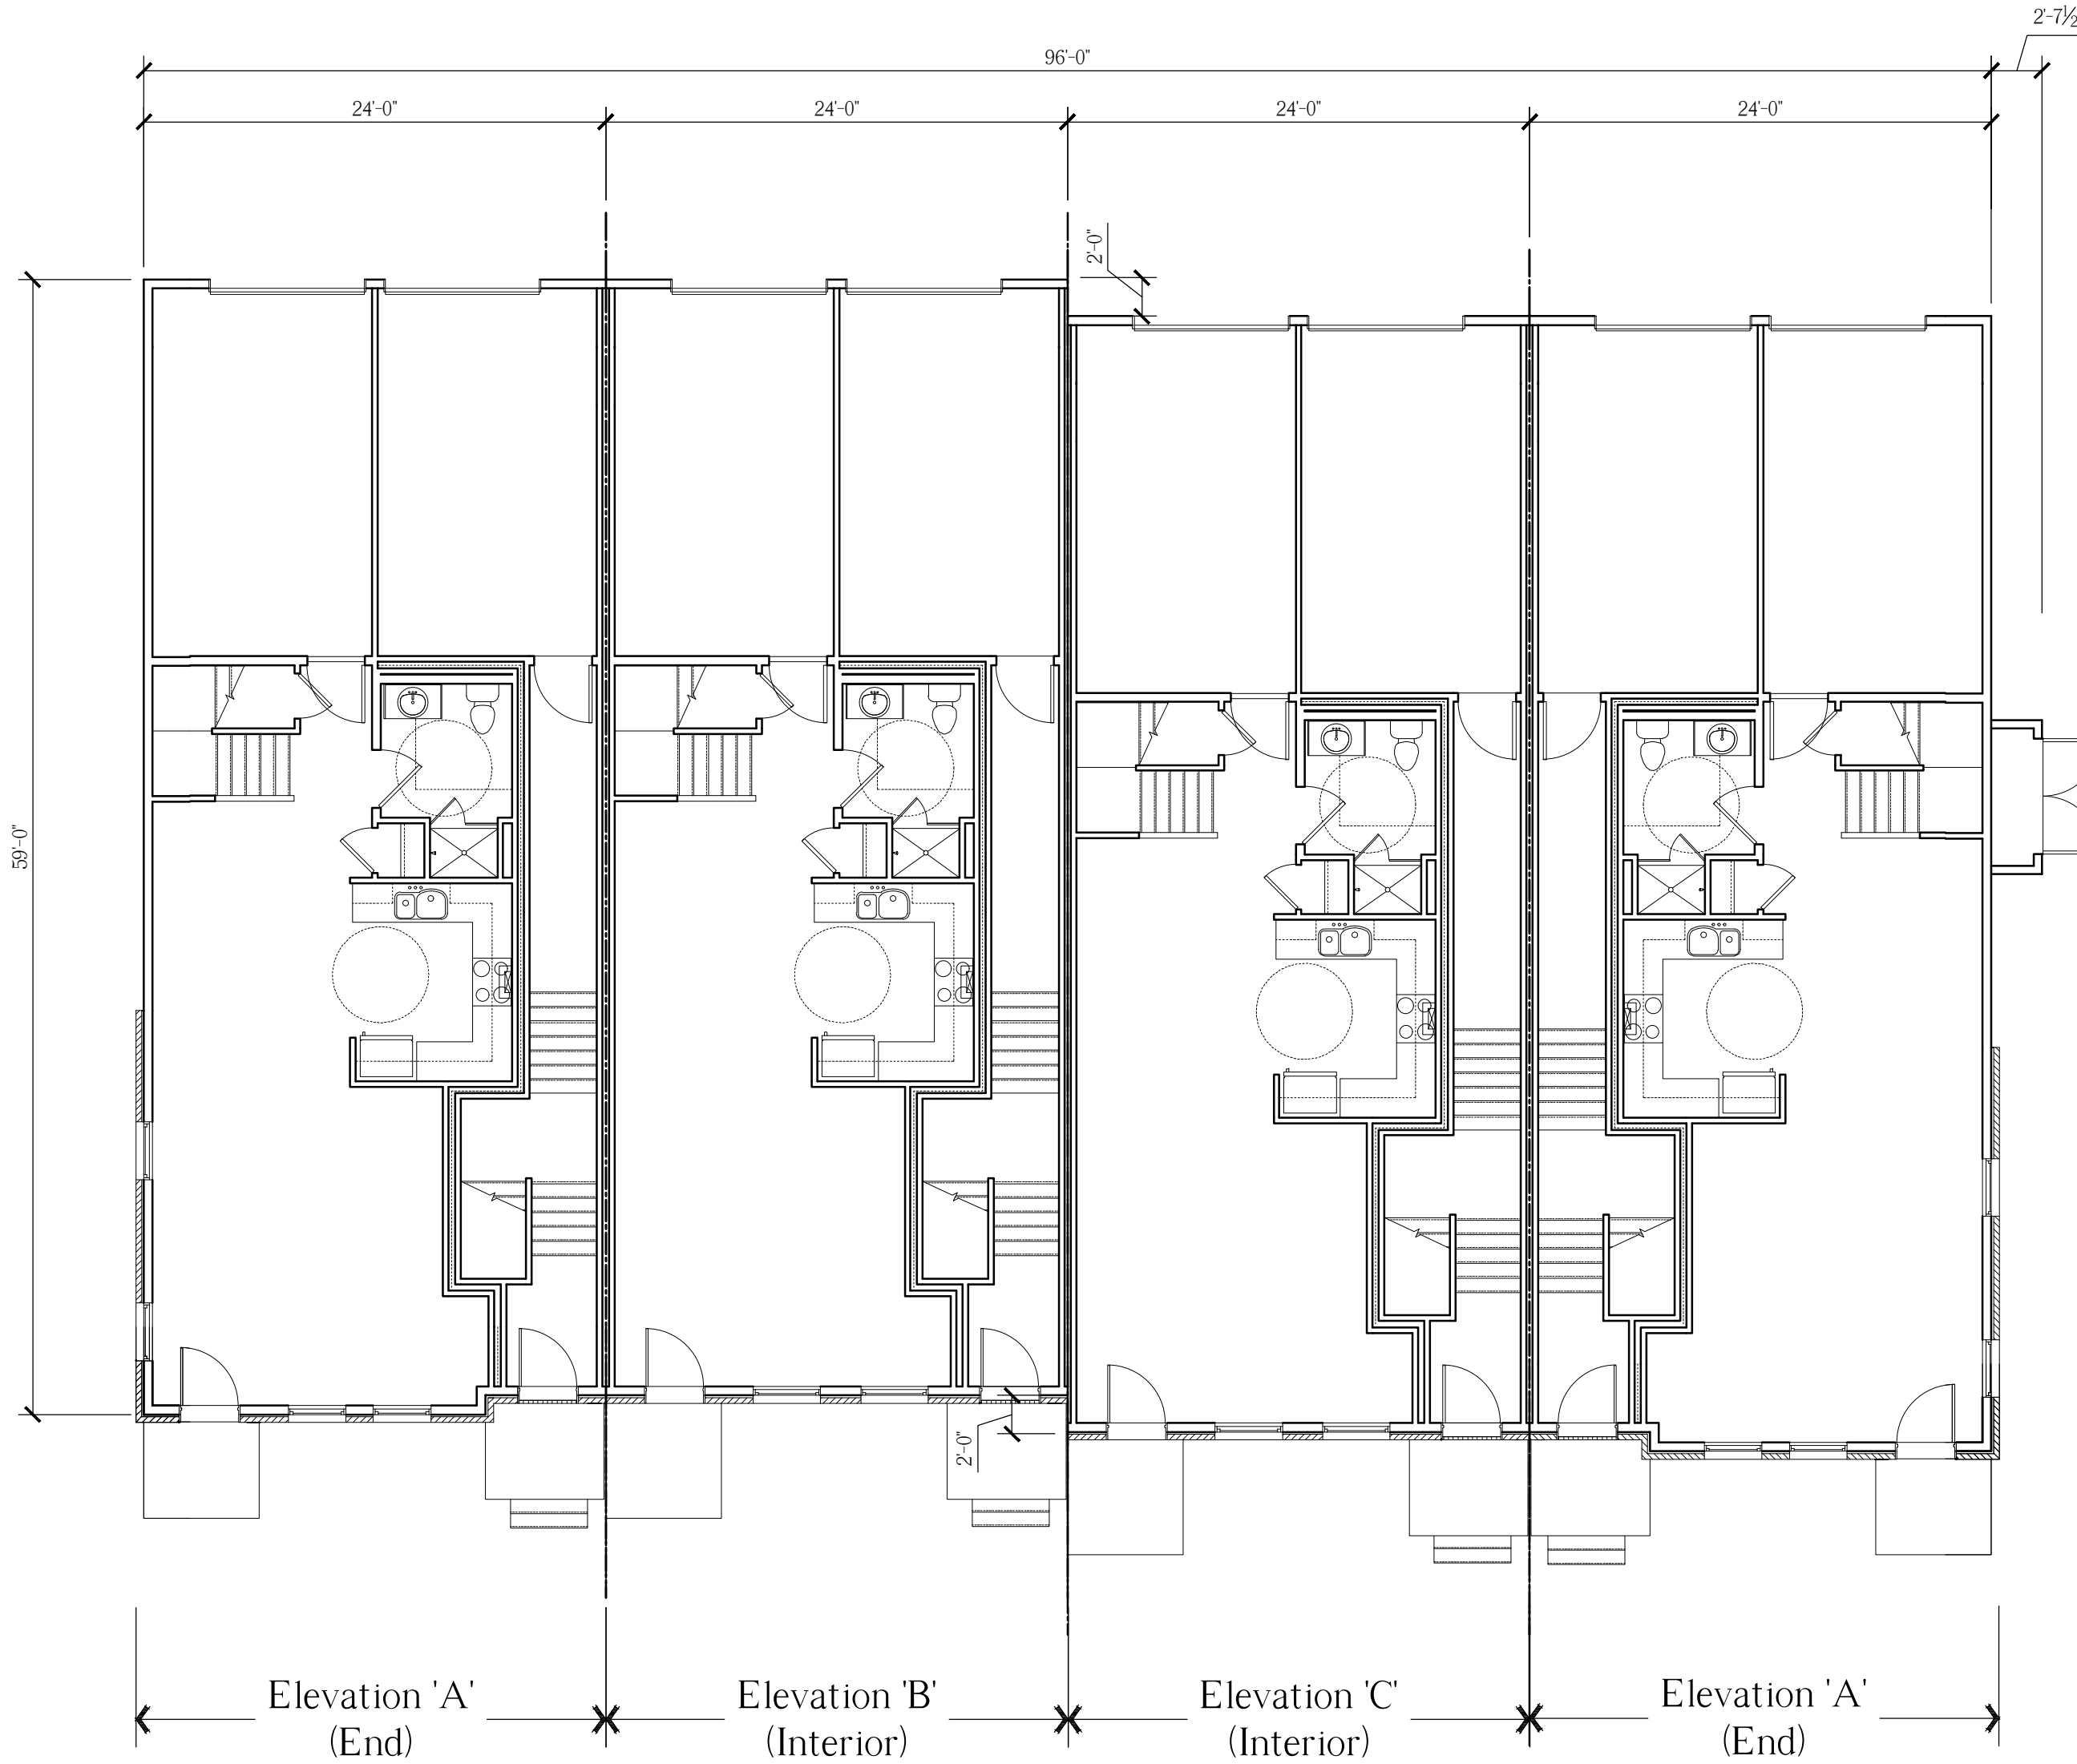 2'-7½
96'-0"
24'-0"
24'-0"
24'-0"
24'-0"
2'-0"
59'-0"
2'-0"
Elevation 'A'
(End)
Elevation 'B'
(Interior)
Elevation 'C'
(Interior)
Elevation 'A'
(End)